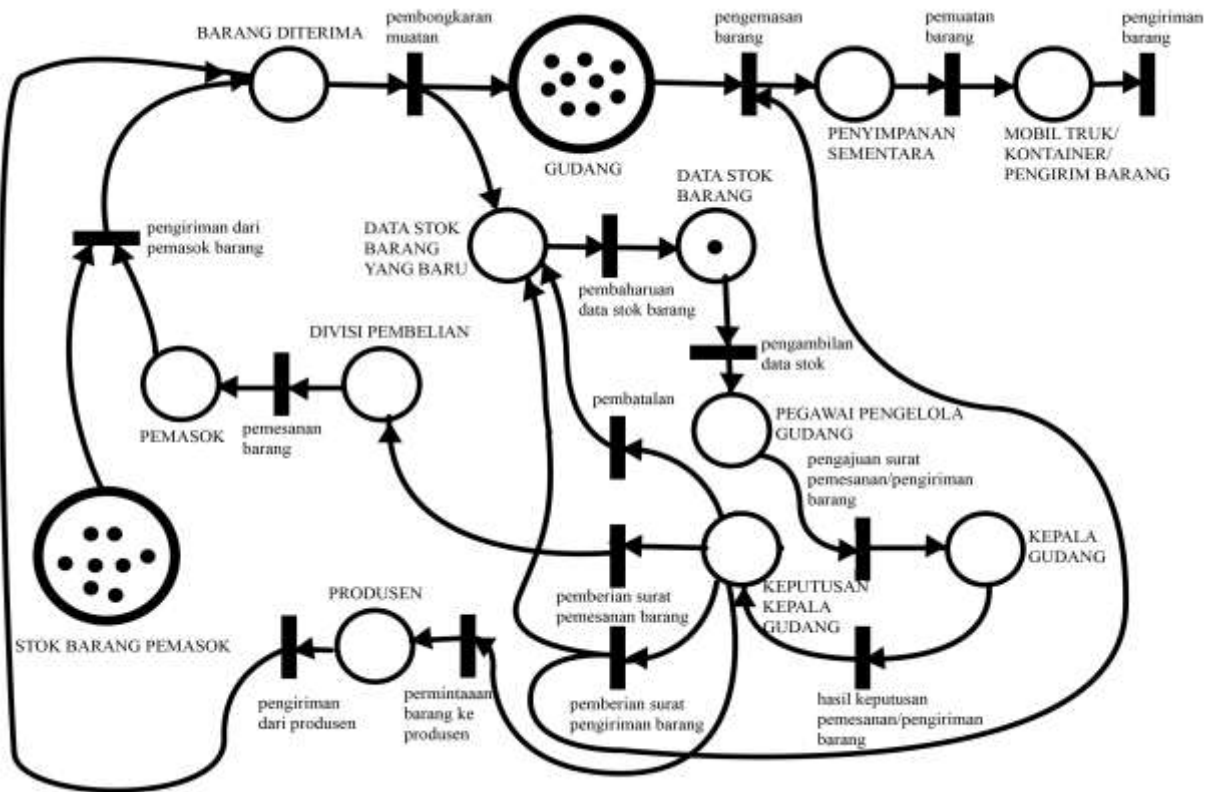 pembongkaran
muatan
pengemasan
barang
pemuatan
barang
pengiriman
barang
BARANG DITERIMA
GUDANG
PENYIMPANAN
SEMENTARA
MOBIL TRUK/
KONTAINER/
PENGIRIM BARANG
DATA STOK
BARANG
pengiriman dari
pemasok barang
DATA STOK
BARANG
YANG BARU
pembaharuan
data stok barang
DIVISI PEMBELIAN
pengambilan
data stok
PEMASOK
pemesanan
barang
pembatalan
PEGAWAI PENGELOLA
GUDANG
pengajuan surat
pemesanan/pengiriman
barang
KEPALA
GUDANG
PRODUSEN
pemberian surat
pemesanan barang
KEPUTUSAN
KEPALA
GUDANG
STOK BARANG PEMASOK
pengiriman
dari produsen
permintaaan
barang ke
produsen
pemberian surat
pengiriman barang
hasil keputusan
pemesanan/pengiriman
barang